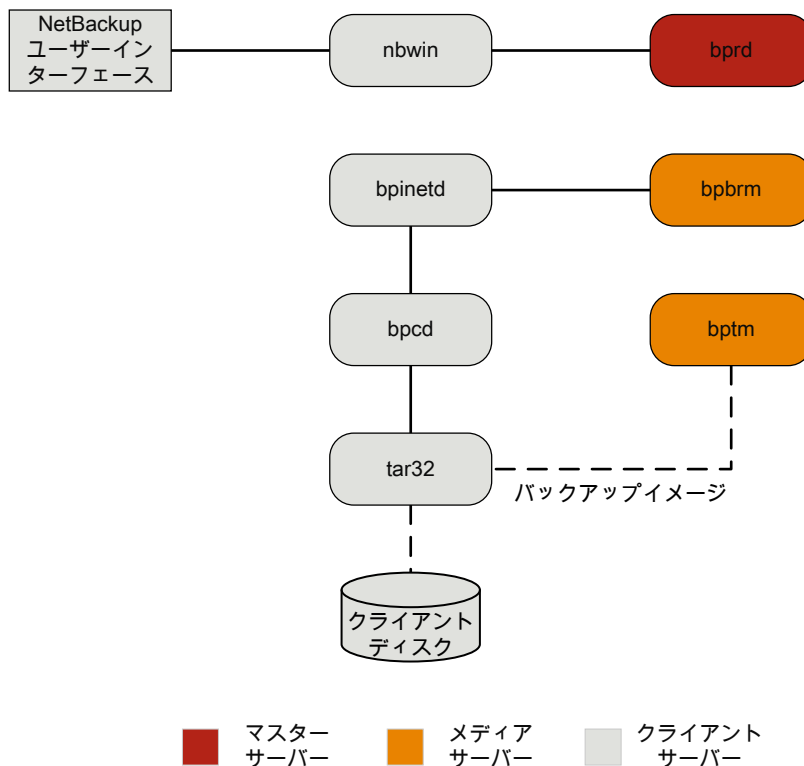 NetBackup
ユーザーイン
ターフェース
nbwin
bprd
bpinetd
bpbrm
bpcd
bptm
tar32
バックアップイメージ
クライアント
ディスク
マスター
サーバー
メディア
サーバー
クライアント
サーバー